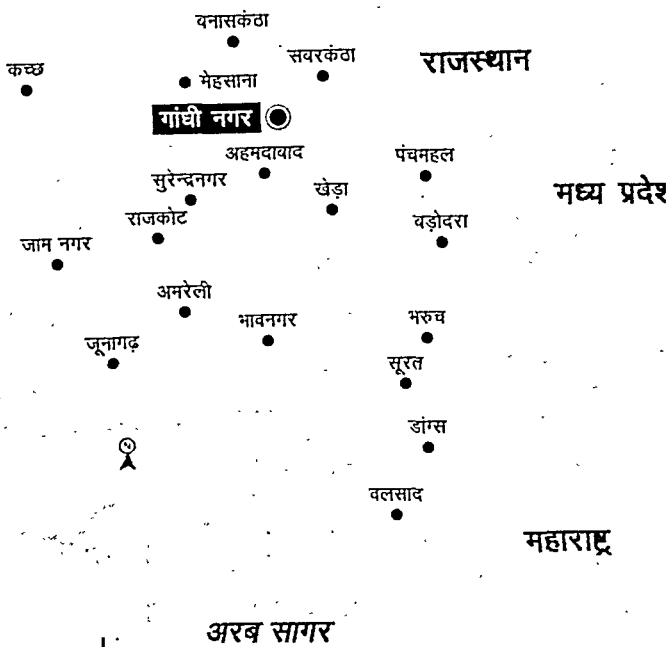 वनासकंठा
सवरकंठा
राजस्थान
कच्छ
मेहसाना
गांघी नगर
अहमदावाद
पंचमहल
सुरेन्द्रनगर
खेड़ा
मध्य प्रदेश
राजकोट
वड़ोदरा
जाम नगर
अमरेली
भावनगर
भरुच
जूनागढ़
सूरत
डांग्स
N
वलसाद
महाराष्ट्र
अरब सागर